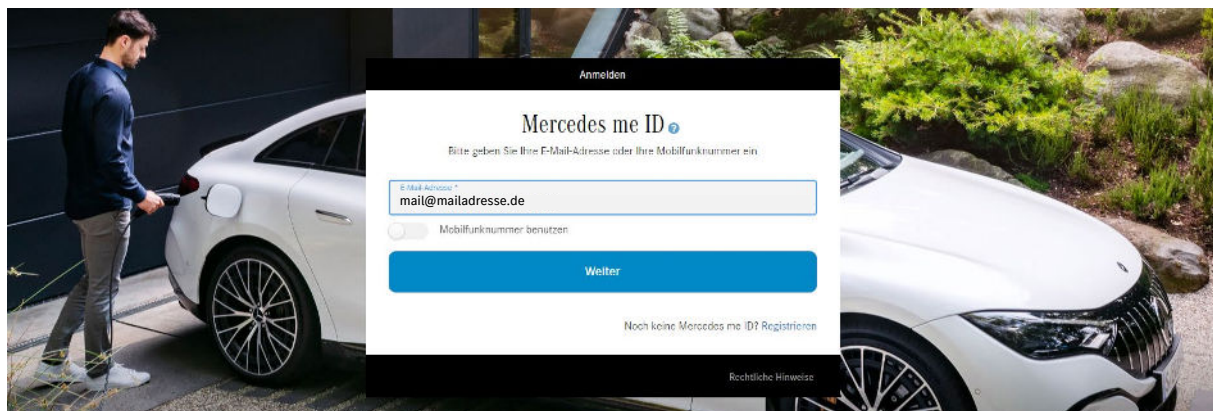 Anmelden
Mercedes me ID
Bitte geben Sie Ihre E-Mail-Adresse oder Ihre Mobilfunknummer ein
E-Mail-Adresse *
mail@mailadresse.de
Mobilfunknummer benutzen
Weiter
Noch keine Mercedes me ID? Registrieren
Rechtliche Hinweise